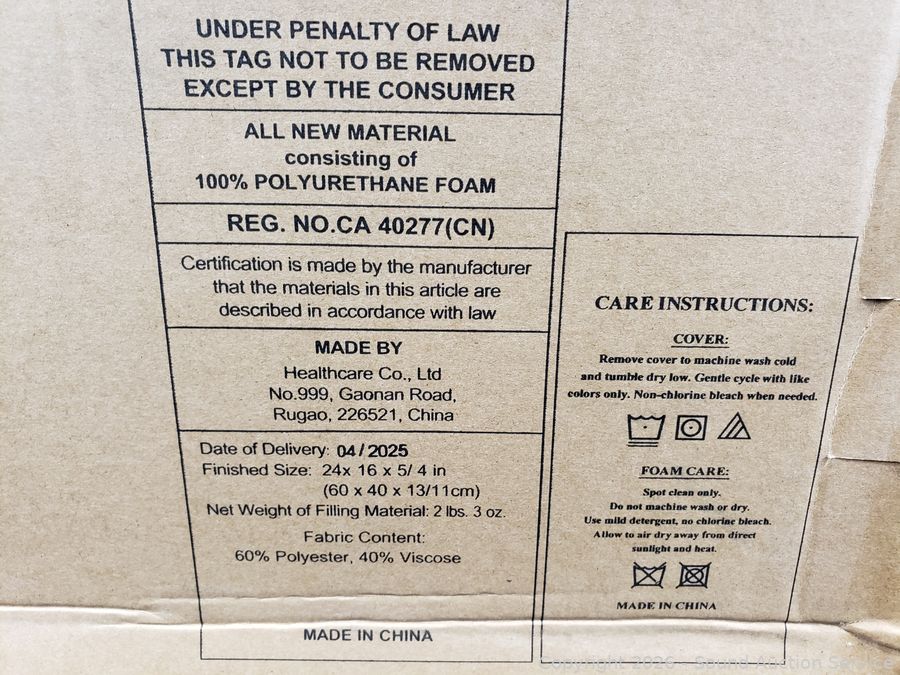 UNDER PENALTY OF LAW
THIS TAG NOT TO BE REMOVED
EXCEPT BY THE CONSUMER
ALL NEW MATERIAL
consisting of
100% POLYURETHANE FOAM
REG. NO.CA 40277(CN)
Certification is made by the manufacturer
that the materials in this article are
described in accordance with law
MADE BY
Healthcare Co., Ltd
No.999, Gaonan Road,
Rugao, 226521, China
Date of Delivery: 04/2025
Finished Size: 24x 16 x 5/ 4 in
(60 x 40 x 13/11cm)
Net Weight of Filling Material: 2 lbs. 3 oz.
Fabric Content:
60% Polyester, 40% Viscose
MADE IN CHINA
CARE INSTRUCTIONS:
COVER:
Remove cover to machine wash cold
and tumble dry low. Gentle cycle with like
colors only. Non-chlorine bleach when needed.
FOAM CARE:
Spot clean only.
Do not machine wash or dry.
Use mild detergent, no chlorine bleach.
Allow to air dry away from direct
sunlight and heat.
MADE IN CHINA
Copyright 2026 - Sound Auction Service